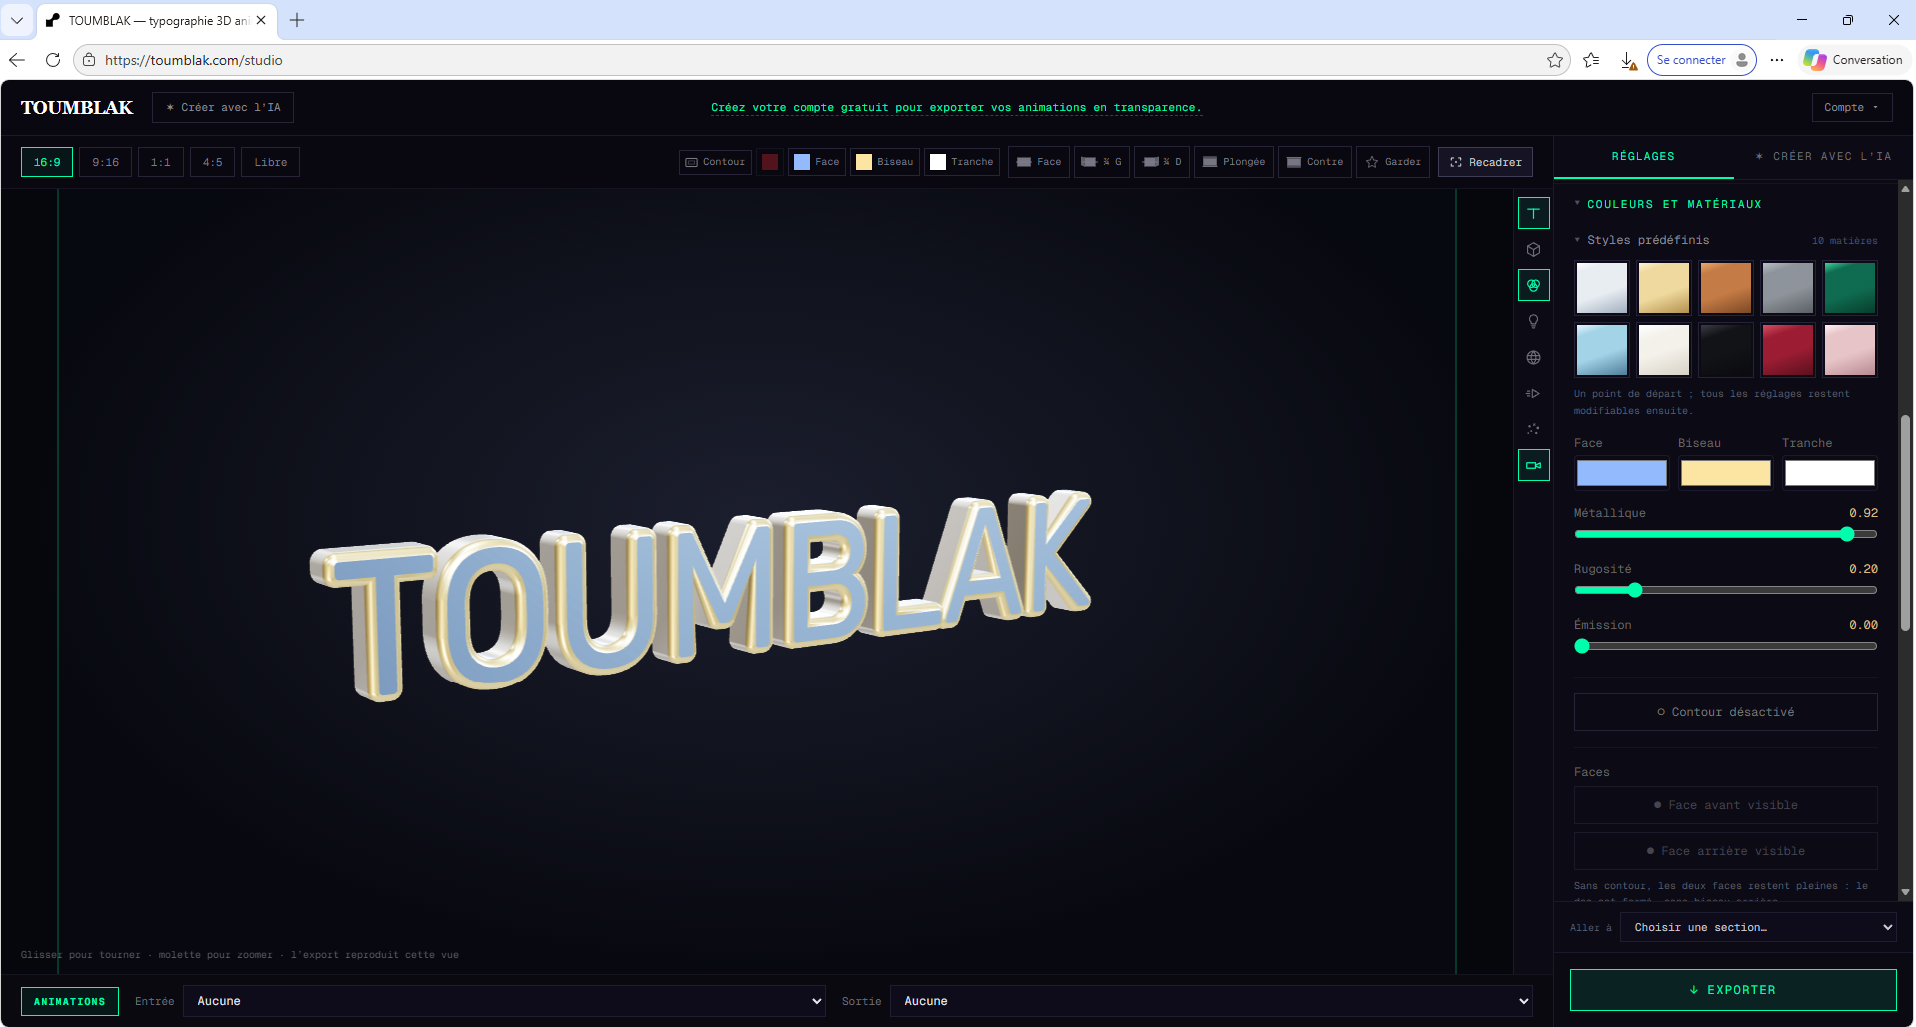 TOUMBLAK — typographie 3D ani
https://toumblak.com/studio
Se connecter
Conversation
TOUMBLAK
✶ Créer avec l'IA
Créez votre compte gratuit pour exporter vos animations en transparence.
Compte
16:9
9:16
1:1
4:5
Libre
Contour
Face
Biseau
Tranche
Face
¾ G
¾ D
Plongée
Contre
Garder
Recadrer
RÉGLAGES
✶ CRÉER AVEC L'IA
COULEURS ET MATÉRIAUX
Styles prédéfinis
10 matières
Un point de départ ; tous les réglages restent
modifiables ensuite.
Face
Biseau
Tranche
Métallique
0.92
Rugosité
0.20
Émission
0.00
Contour désactivé
Faces
Face avant visible
Face arrière visible
Sans contour, les deux faces restent pleines : le
TOUMBLAK
Glisser pour tourner · molette pour zoomer · l'export reproduit cette vue
Aller à
Choisir une section…
ANIMATIONS
Entrée
Aucune
Sortie
Aucune
↓ EXPORTER